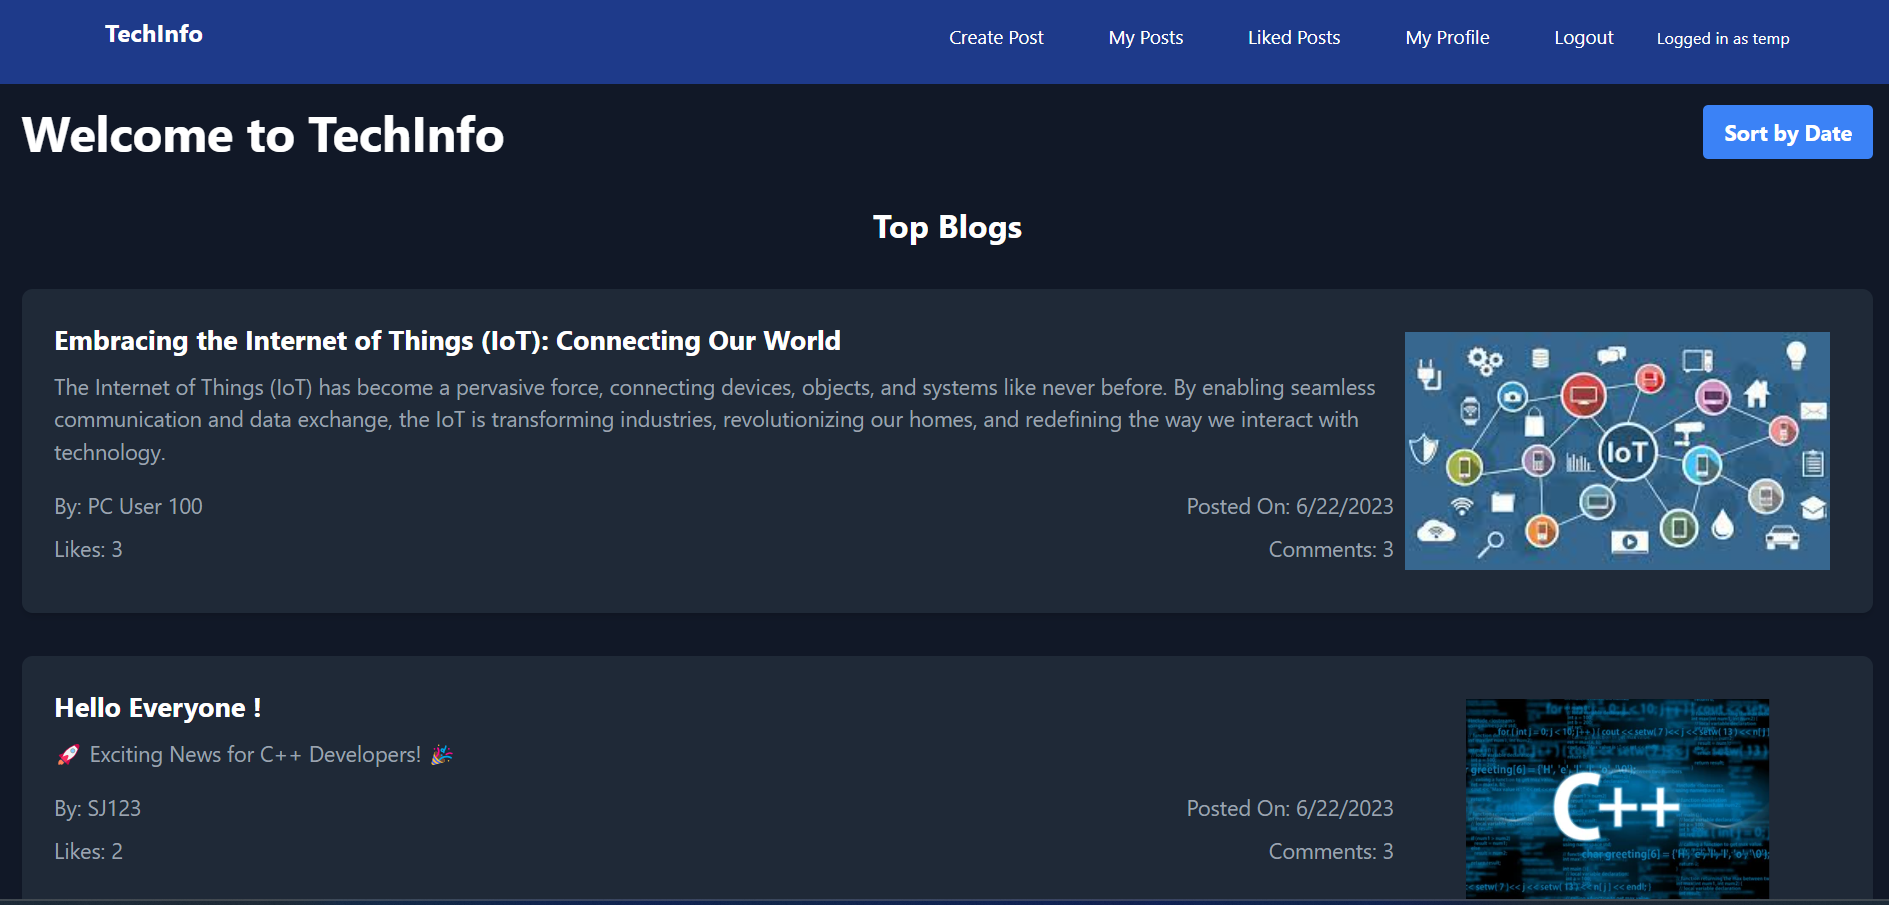 TechInfo
Create Post
My Posts
Liked Posts
My Profile
Logout
Logged in as temp
Welcome to TechInfo
Sort by Date
Top Blogs
Embracing the Internet of Things (IoT): Connecting Our World
The Internet of Things (IoT) has become a pervasive force, connecting devices, objects, and systems like never before. By enabling seamless
communication and data exchange, the IoT is transforming industries, revolutionizing our homes, and redefining the way we interact with
technology.
By: PC User 100
Posted On: 6/22/2023
Likes: 3
Comments: 3
IoT
Hello Everyone !
🚀 Exciting News for C++ Developers! 🎉
By: SJ123
Posted On: 6/22/2023
Likes: 2
Comments: 3
C++